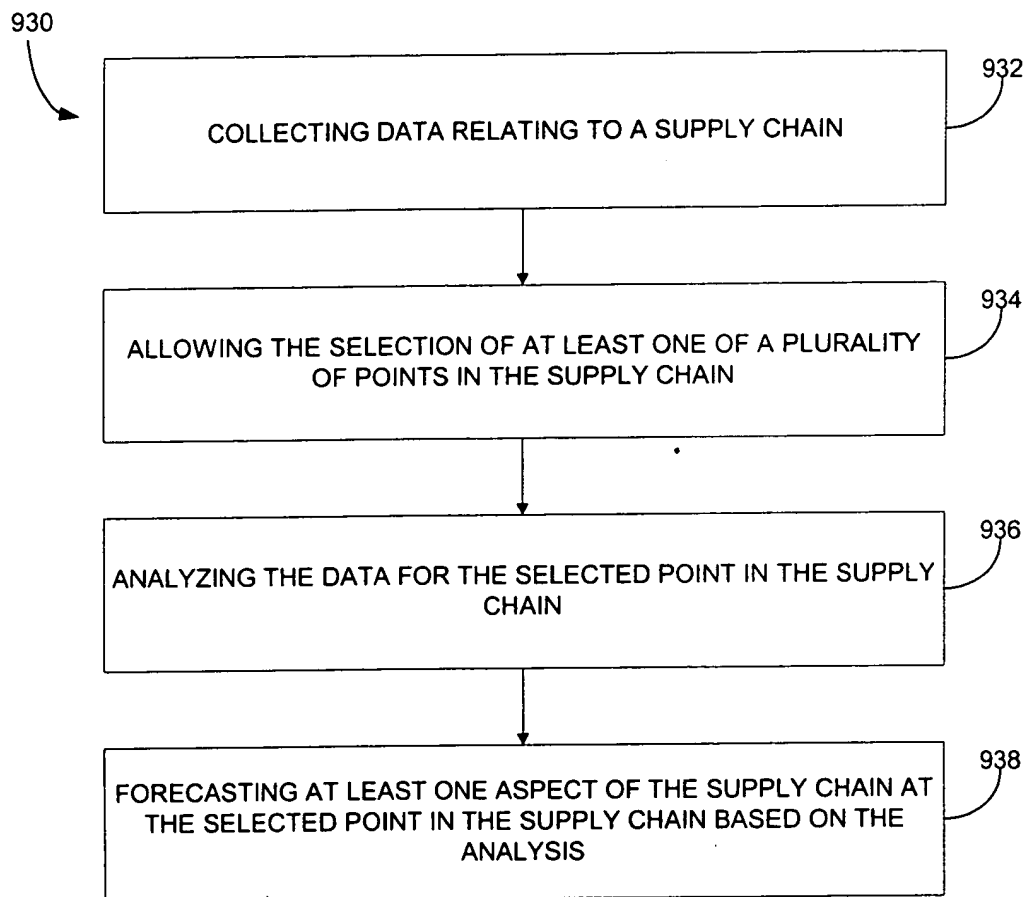 930
932
COLLECTING DATA RELATING TO A SUPPLY CHAIN
934
ALLOWING THE SELECTION OF AT LEAST ONE OF A PLURALITY
OF POINTS IN THE SUPPLY CHAIN
936
ANALYZING THE DATA FOR THE SELECTED POINT IN THE SUPPLY
CHAIN
938
FORECASTING AT LEAST ONE ASPECT OF THE SUPPLY CHAIN AT
THE SELECTED POINT IN THE SUPPLY CHAIN BASED ON THE
ANALYSIS